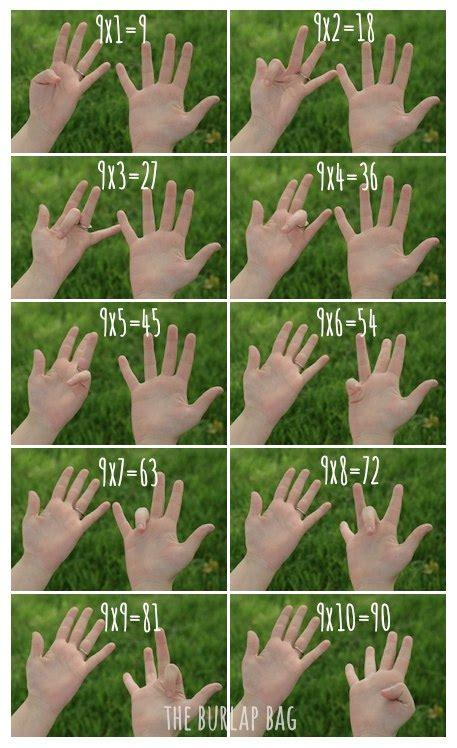 9x1=9
9x2=18
9x3=27
9x4=36
9x5=45
9x6=54
9x7=63
9x8=72
9x9=81
9x10=90
THE BURLAP BAG